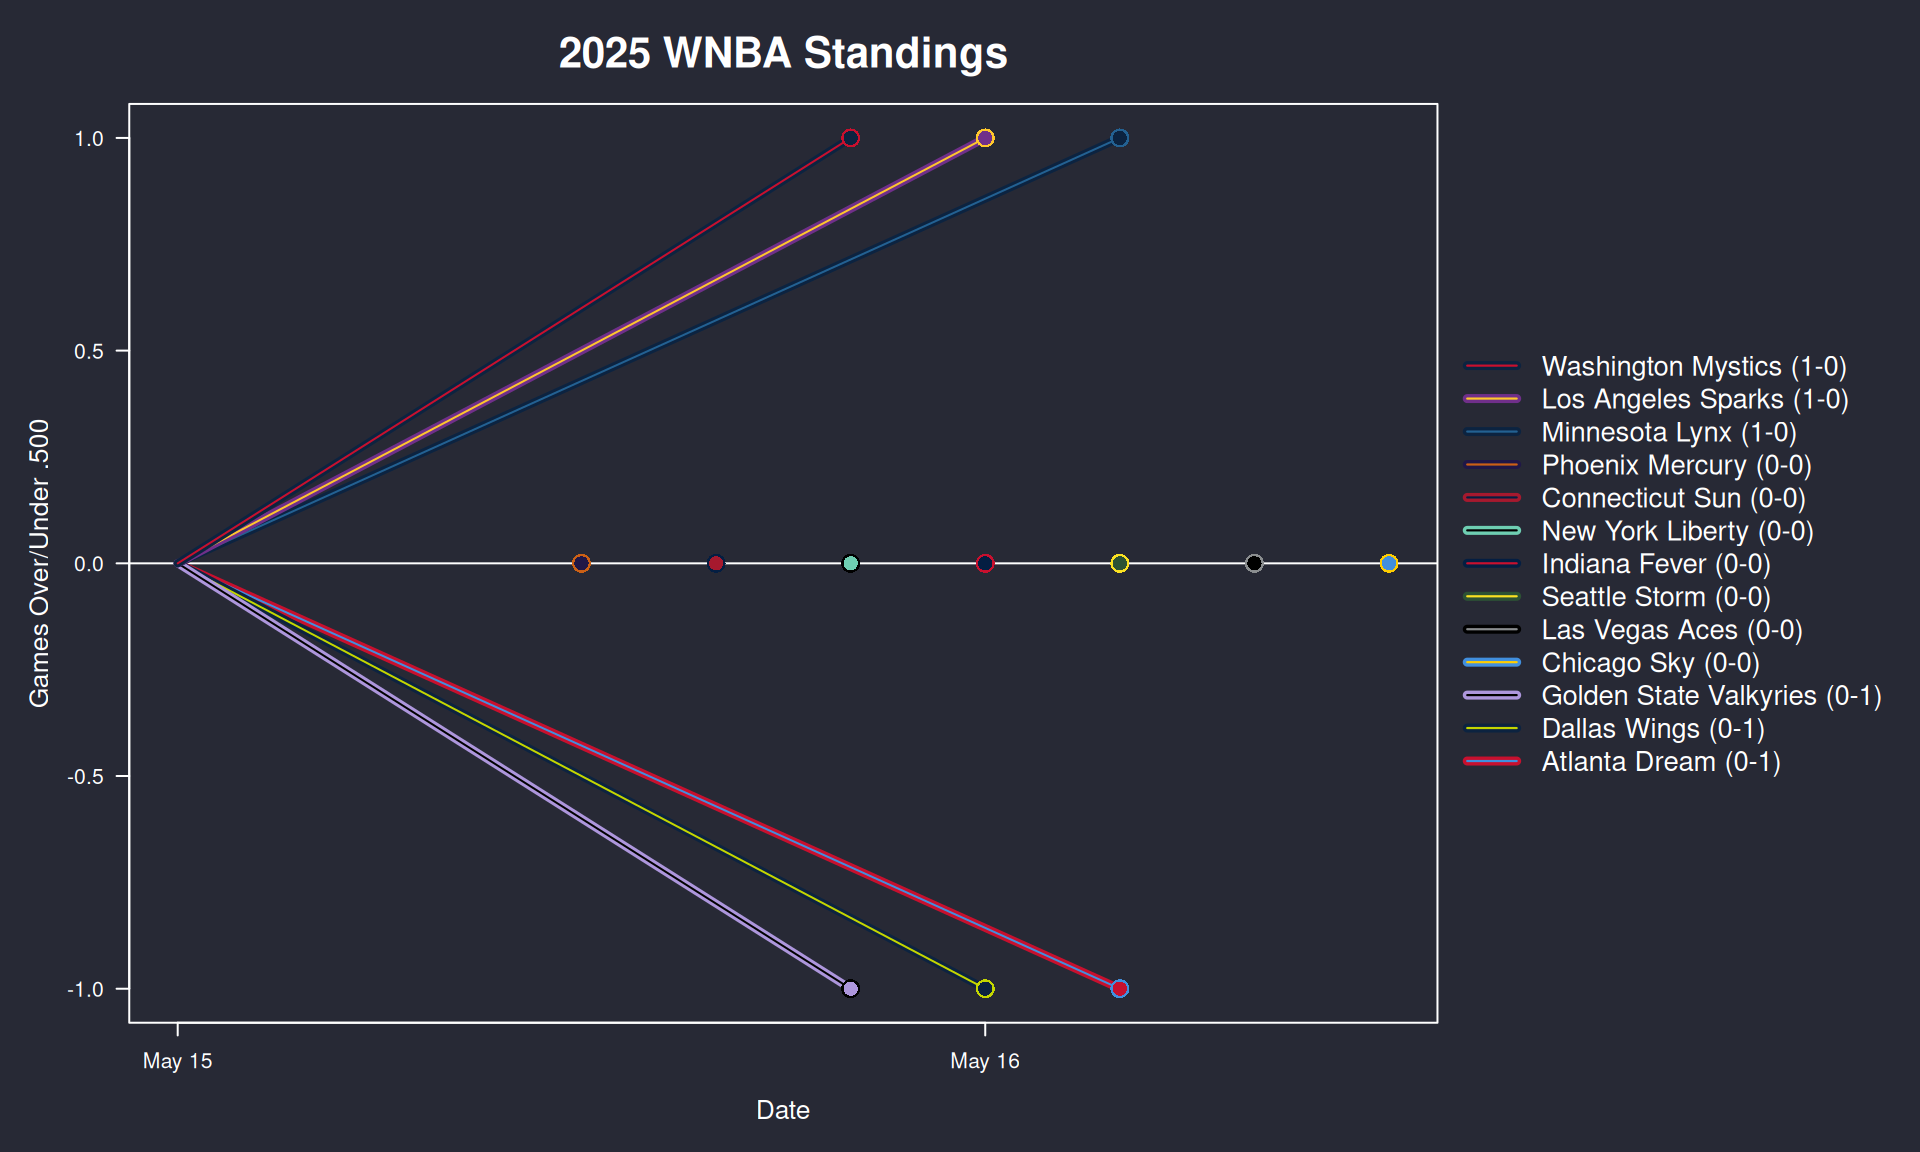 2025 WNBA Standings
1.0
0.5
0.0
-0.5
-1.0
Games Over/Under .500
May 15
May 16
Date
Washington Mystics (1-0)
Los Angeles Sparks (1-0)
Minnesota Lynx (1-0)
Phoenix Mercury (0-0)
Connecticut Sun (0-0)
New York Liberty (0-0)
Indiana Fever (0-0)
Seattle Storm (0-0)
Las Vegas Aces (0-0)
Chicago Sky (0-0)
Golden State Valkyries (0-1)
Dallas Wings (0-1)
Atlanta Dream (0-1)